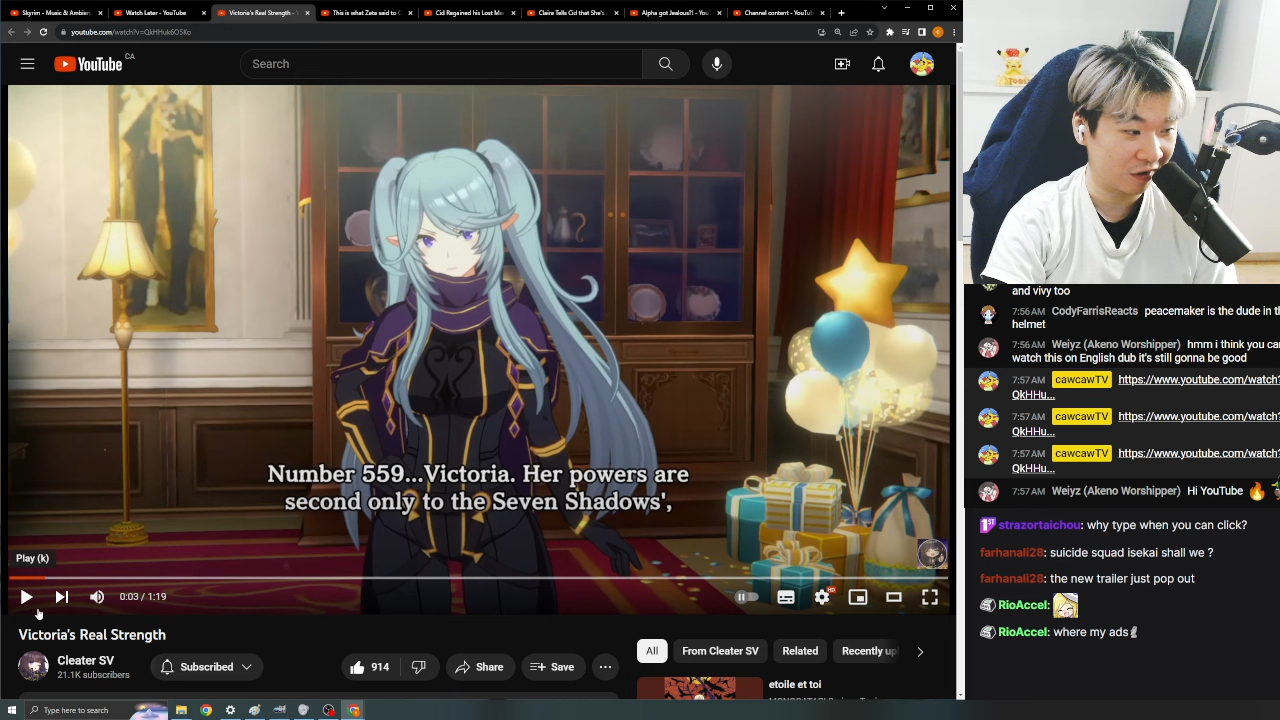 Skyrim - Music & Ambien
Watch Later - YouTube
Victoria's Real Strength -
This is what Zeta said to C
Cid Regained his Lost Me
Claire Tells Cid that She's
Alpha got Jealous?! - You
Channel content - YouTub
youtube.com/watch?v=QkHHuk6O5Ko
YouTube CA
Search
Number 559...Victoria. Her powers are
second only to the Seven Shadows',
Play (k)
0:03 / 1:19
HD
Victoria's Real Strength
Cleater SV
21.1K subscribers
Subscribed
914
Share
Save
All
From Cleater SV
Related
Recently up
etoile et toi
Type here to search
and vivy too
7:56 AM CodyFarrisReacts peacemaker is the dude in th
helmet
7:56 AM Weiyz (Akeno Worshipper) hmm i think you can
watch this on English dub it's still gonna be good
7:57 AM cawcawTV https://www.youtube.com/watch?
QkHHu...
7:57 AM cawcawTV https://www.youtube.com/watch?
QkHHu...
7:57 AM cawcawTV https://www.youtube.com/watch?
QkHHu...
7:57 AM Weiyz (Akeno Worshipper) Hi YouTube
1ST strazortaichou: why type when you can click?
farhanali28: suicide squad isekai shall we ?
farhanali28: the new trailer just pop out
RioAccel:
RioAccel: where my ads